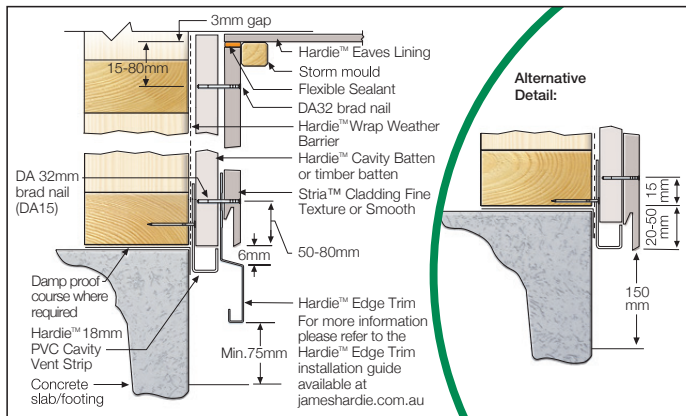 3mm gap
15-80mm
Hardie™ Eaves Lining
Storm mould
Flexible Sealant
DA32 brad nail
Hardie™ Wrap Weather
Barrier
Hardie™ Cavity Batten
or timber batten
Stria™ Cladding Fine
Texture or Smooth
DA 32mm
brad nail
(DA15)
50-80mm
6mm
Damp proof
course where
required
Hardie™ 18mm
PVC Cavity
Vent Strip
Concrete
slab/footing
Min.75mm
Hardie™ Edge Trim
For more information
please refer to the
Hardie™ Edge Trim
installation guide
available at
jameshardie.com.au
Alternative
Detail:
15
mm
20-50
mm
150
mm